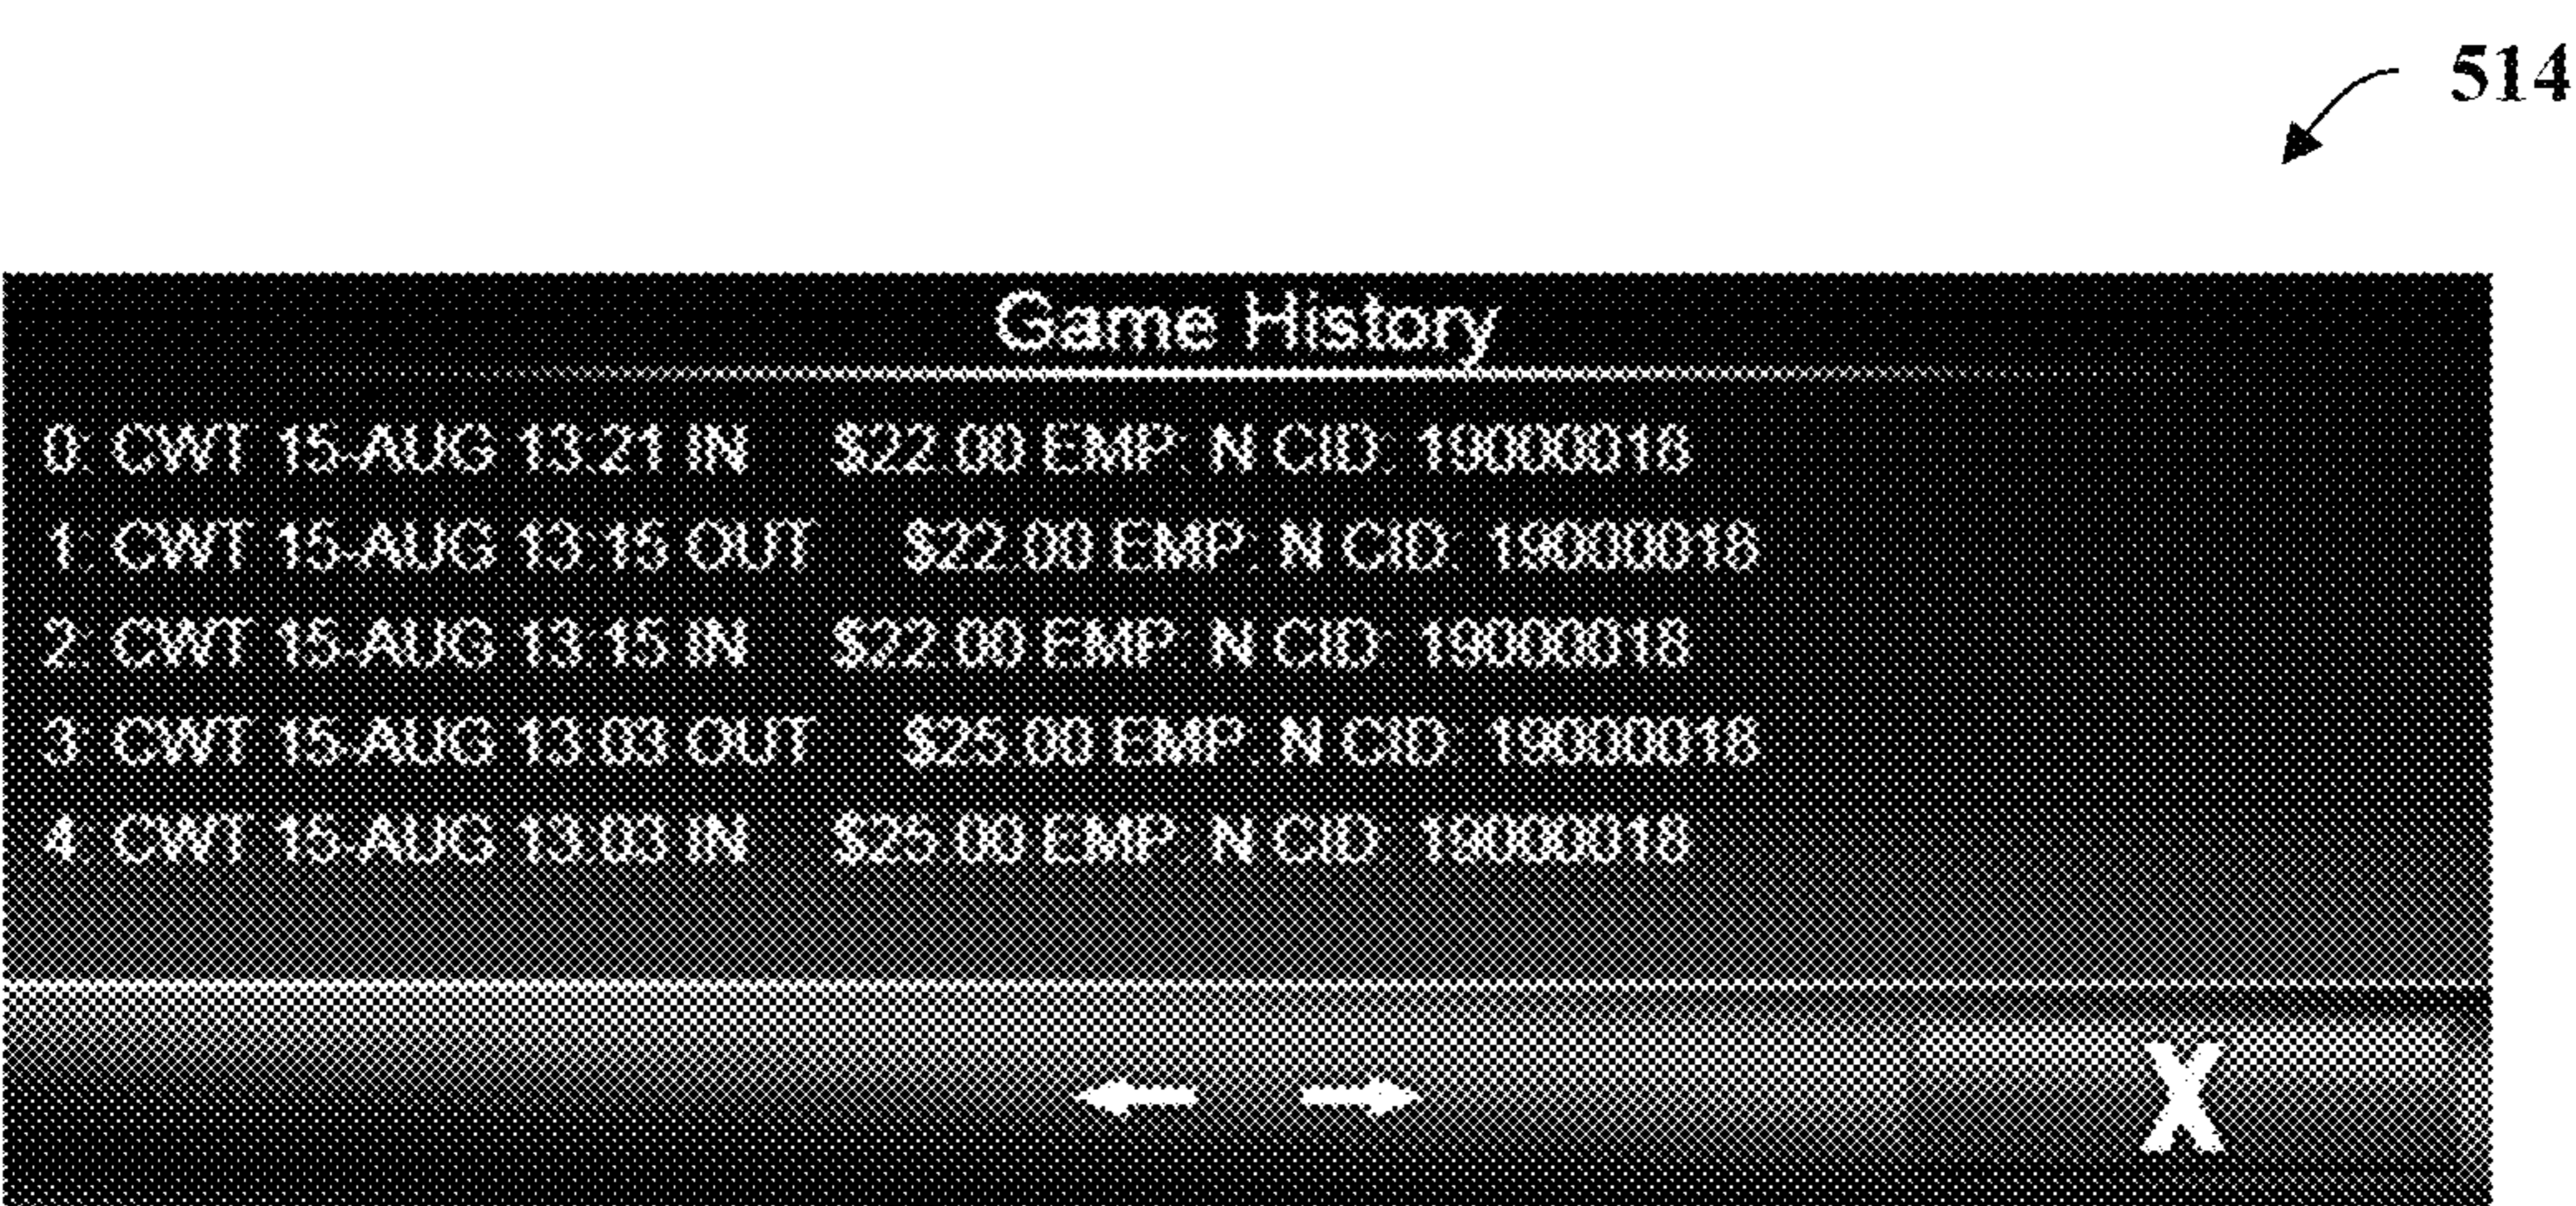 514
Game History
0: CWT 15-AUG 13:21 IN $22.00 EMP: N CID: 19000018
1: CWT 15-AUG 13:15 OUT $22.00 EMP: N CID: 19000018
2: CWT 15-AUG 13:15 IN $22.00 EMP: N CID: 19000018
3: CWT 15-AUG 13:03 OUT $25.00 EMP: N CID: 19000018
4: CWT 15-AUG 13:03 IN $25.00 EMP: N CID: 19000018
X